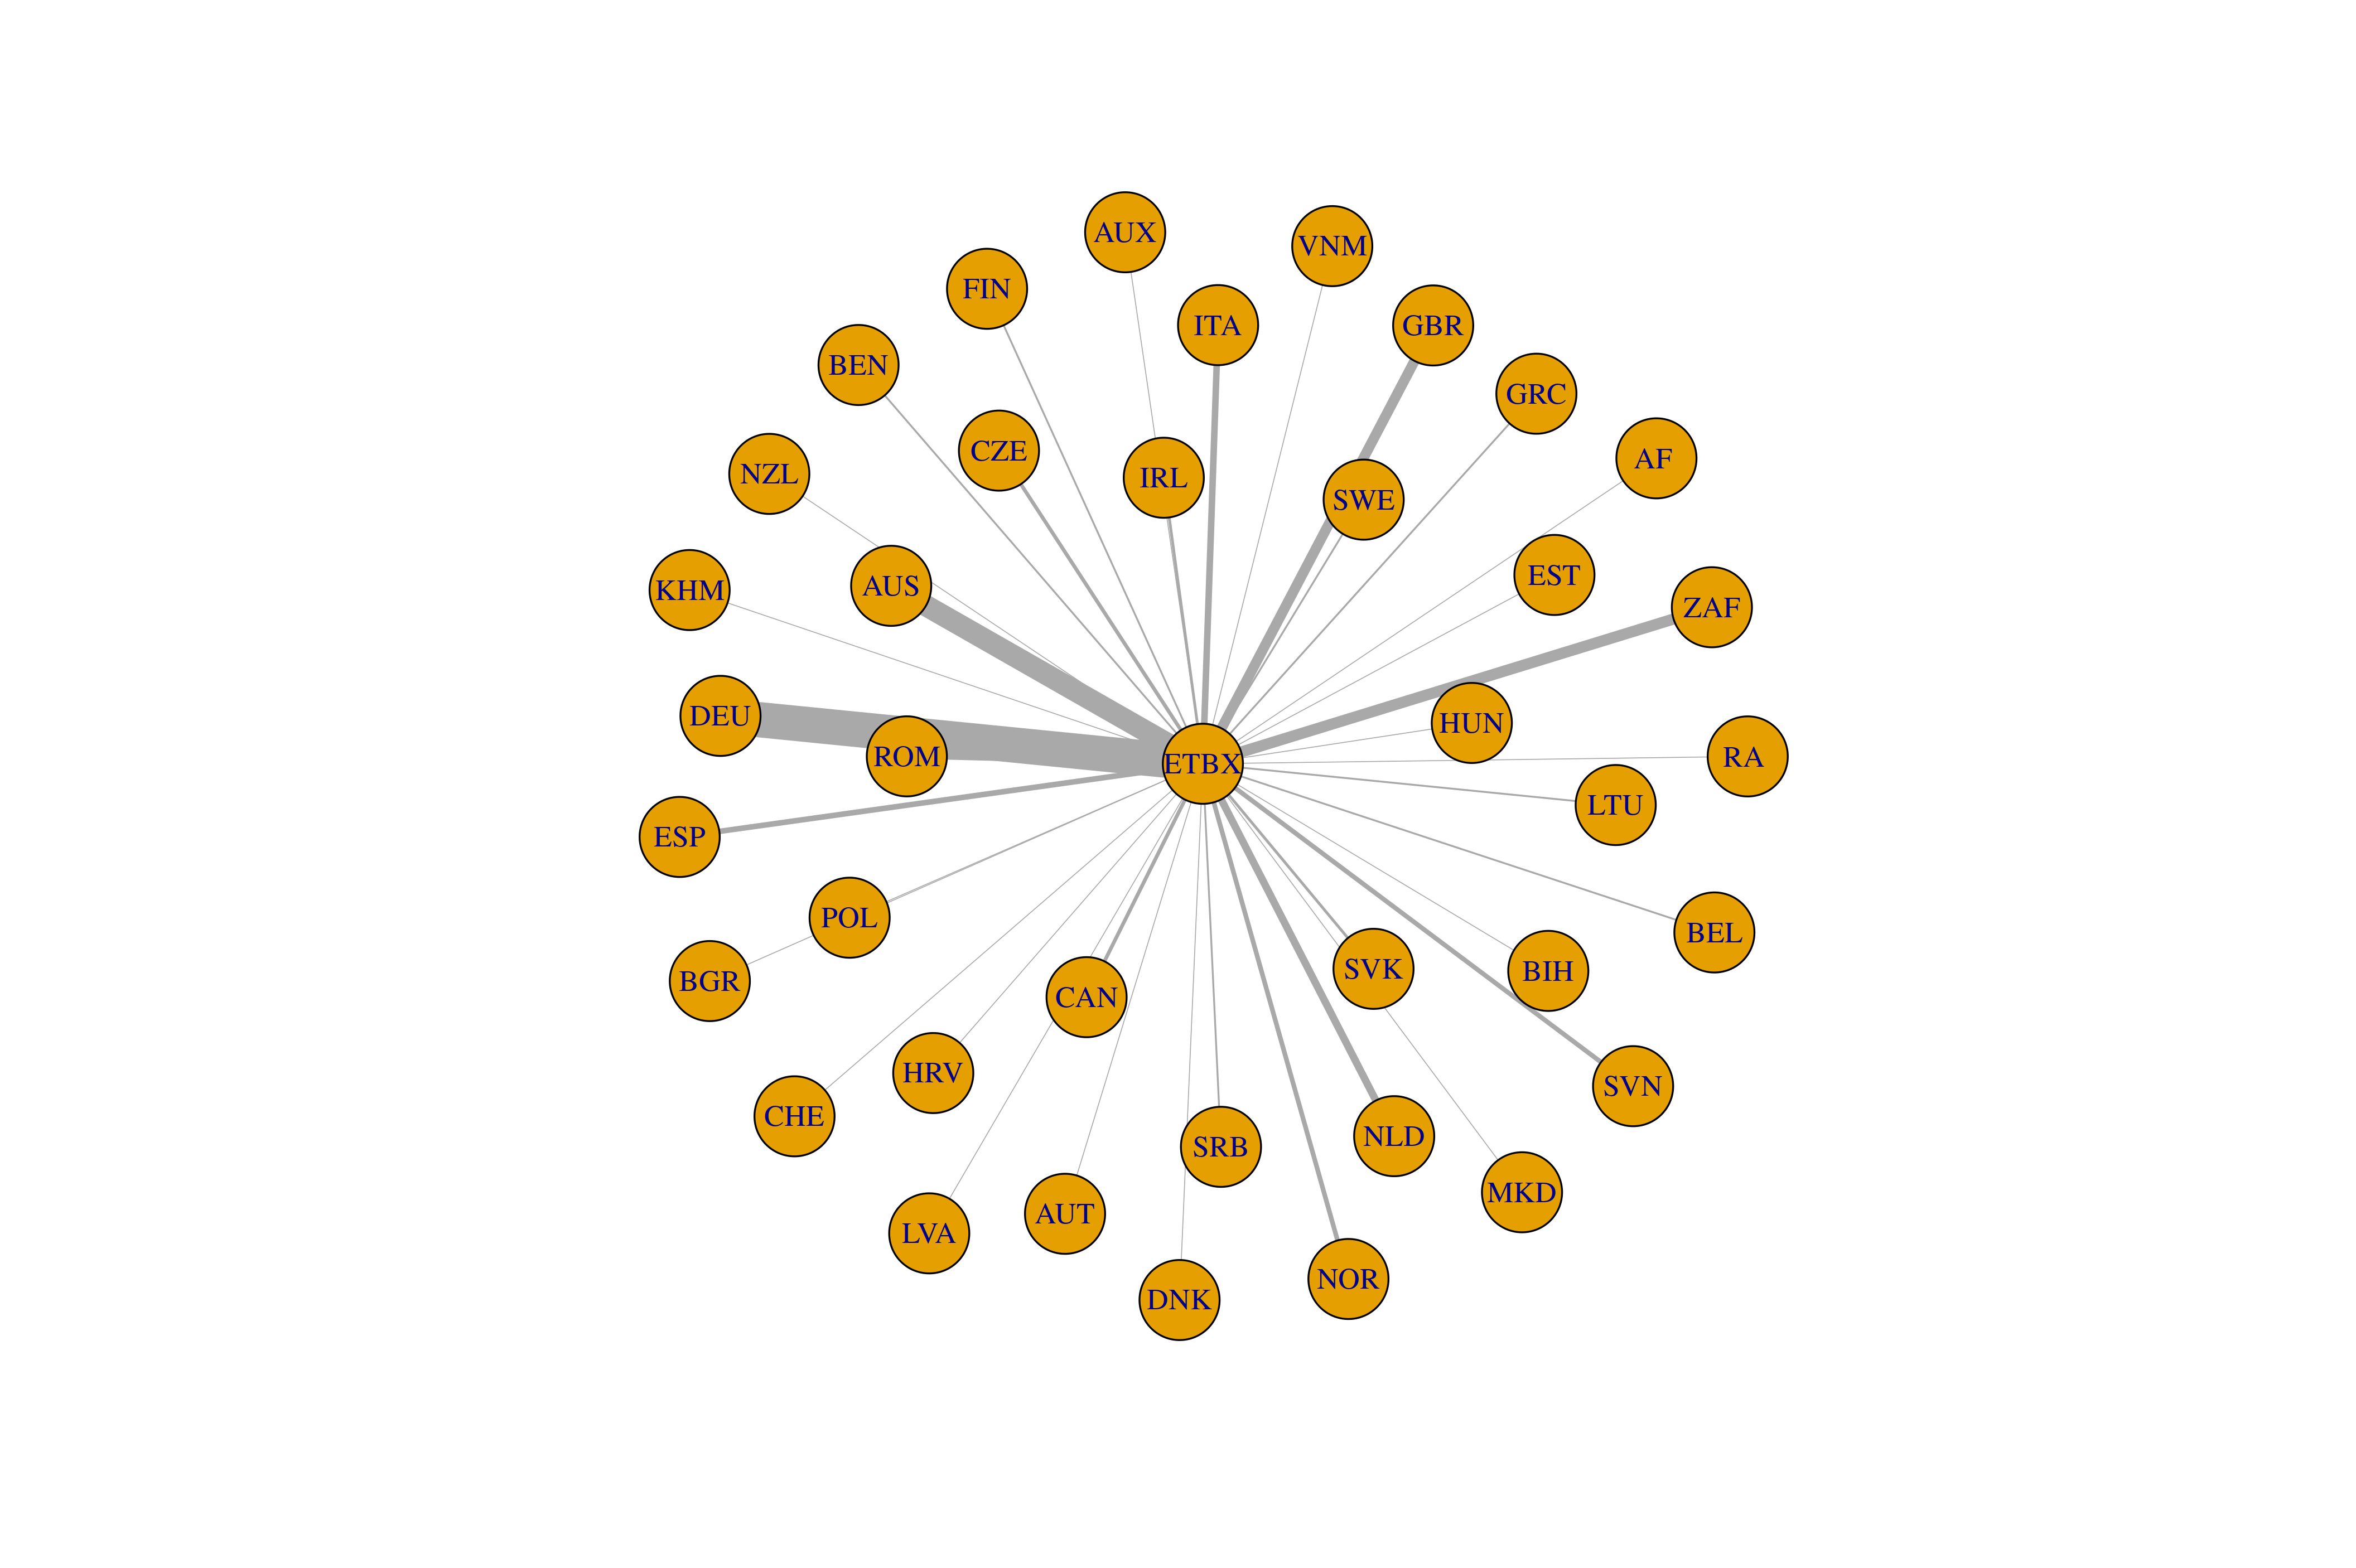 AUX
VNM
FIN
ITA
GBR
BEN
GRC
CZE
AF
NZL
IRL
SWE
EST
KHM
AUS
ZAF
DEU
HUN
ROM
ETBX
RA
LTU
ESP
POL
BEL
BGR
SVK
BIH
CAN
HRV
SVN
CHE
NLD
SRB
MKD
LVA
AUT
NOR
DNK